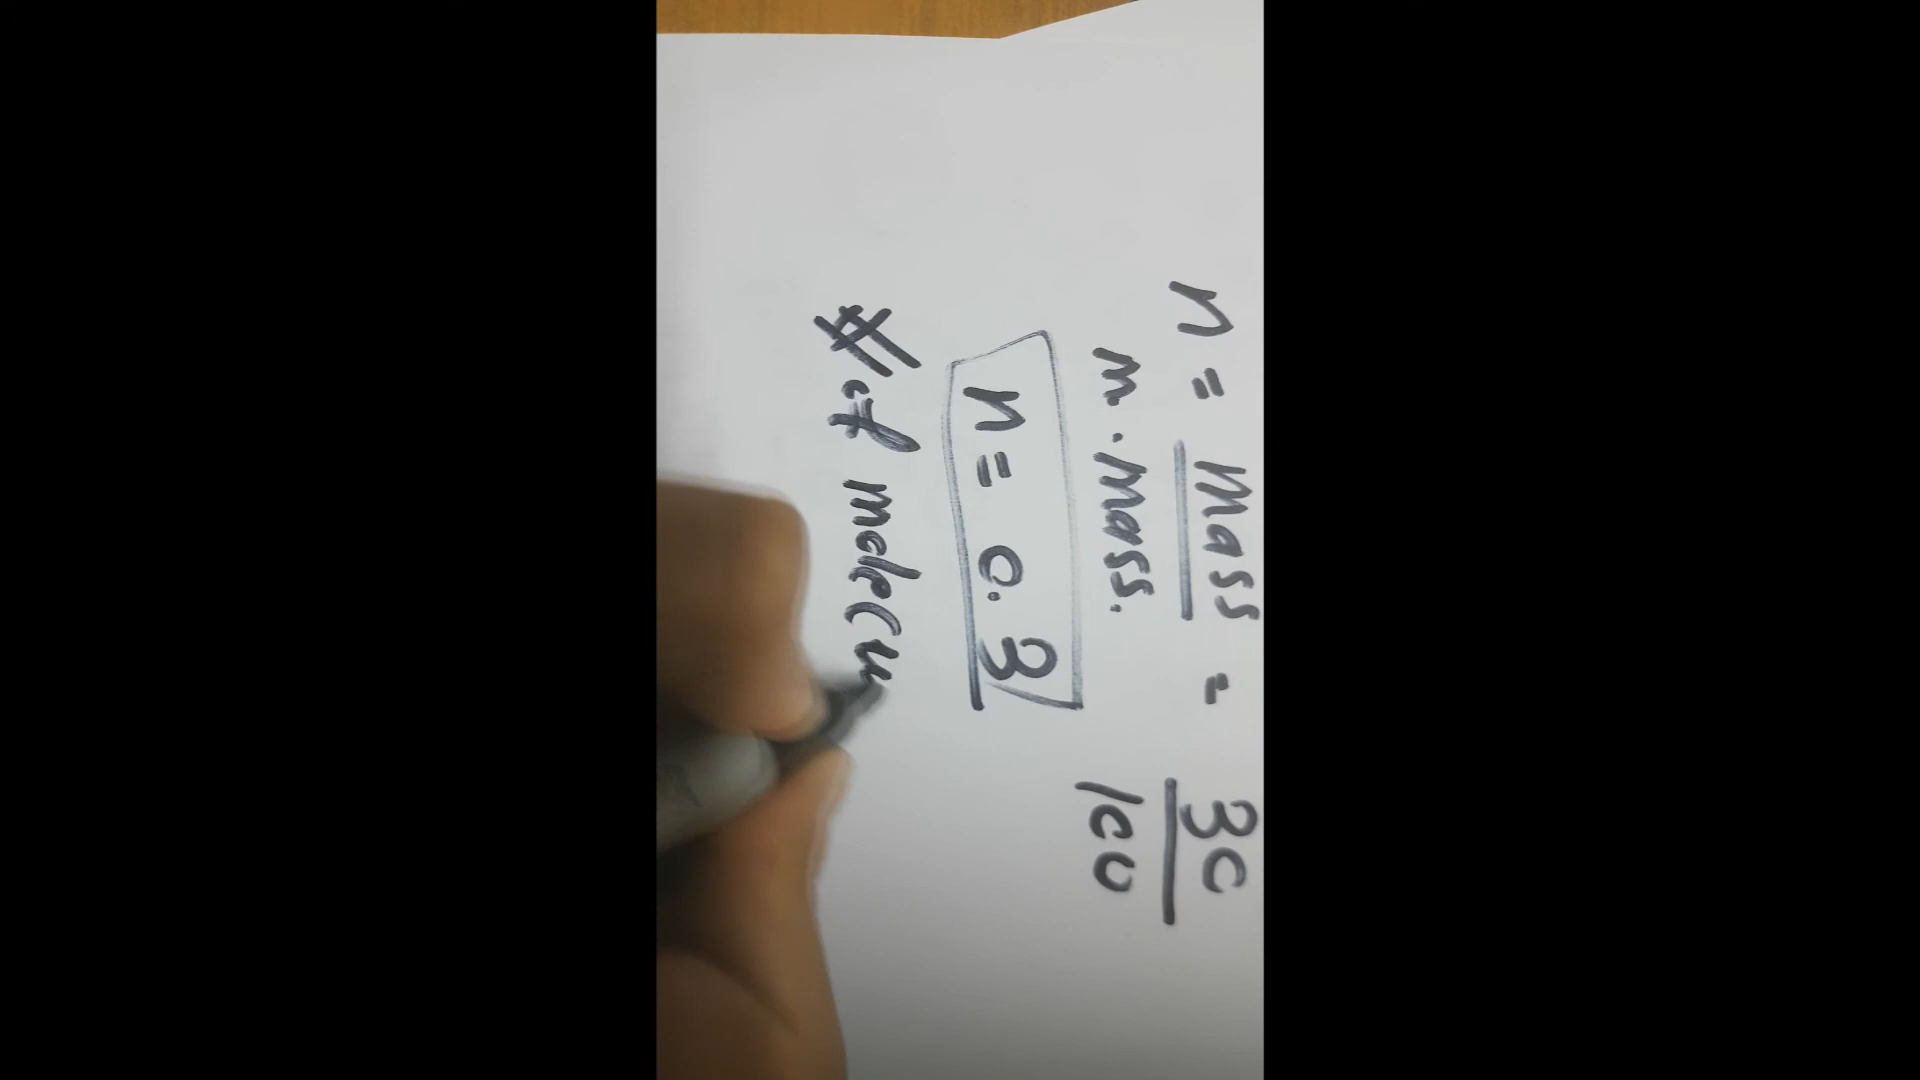 n = mass / m.mass. = 30 / 100
n = 0.3
# of molecu